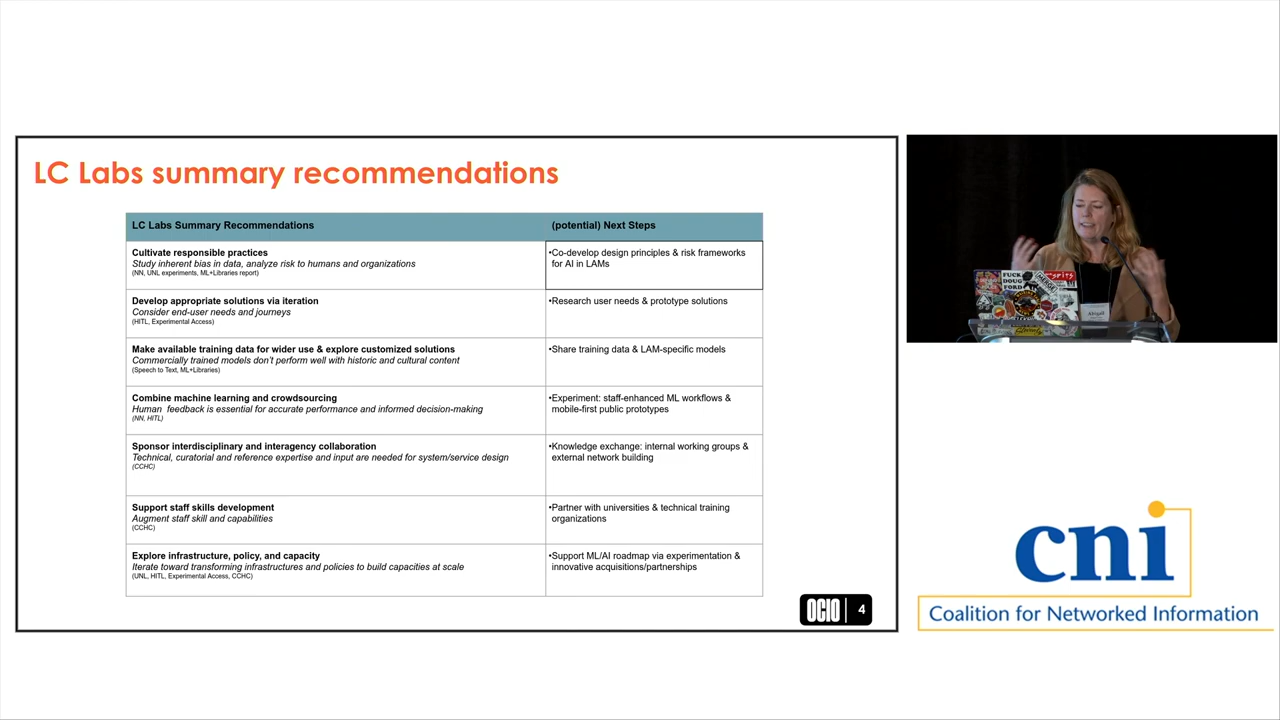 LC Labs summary recommendations
LC Labs Summary Recommendations
(potential) Next Steps
Cultivate responsible practices
Study inherent bias in data, analyze risk to humans and organizations
(NN, UNL experiments, ML+Libraries report)
•Co-develop design principles & risk frameworks
for AI in LAMs
Develop appropriate solutions via iteration
Consider end-user needs and journeys
(HITL, Experimental Access)
•Research user needs & prototype solutions
Make available training data for wider use & explore customized solutions
Commercially trained models don't perform well with historic and cultural content
(Speech to Text, ML+Libraries)
•Share training data & LAM-specific models
Combine machine learning and crowdsourcing
Human feedback is essential for accurate performance and informed decision-making
(NN, HITL)
•Experiment: staff-enhanced ML workflows &
mobile-first public prototypes
Sponsor interdisciplinary and interagency collaboration
Technical, curatorial and reference expertise and input are needed for system/service design
(CCHC)
•Knowledge exchange: internal working groups &
external network building
Support staff skills development
Augment staff skill and capabilities
(CCHC)
•Partner with universities & technical training
organizations
Explore infrastructure, policy, and capacity
Iterate toward transforming infrastructures and policies to build capacities at scale
(UNL, HITL, Experimental Access, CCHC)
•Support ML/AI roadmap via experimentation &
innovative acquisitions/partnerships
OCIO 4
FUCK
DOUG
FORD
MERGE
cni
Coalition for Networked Information